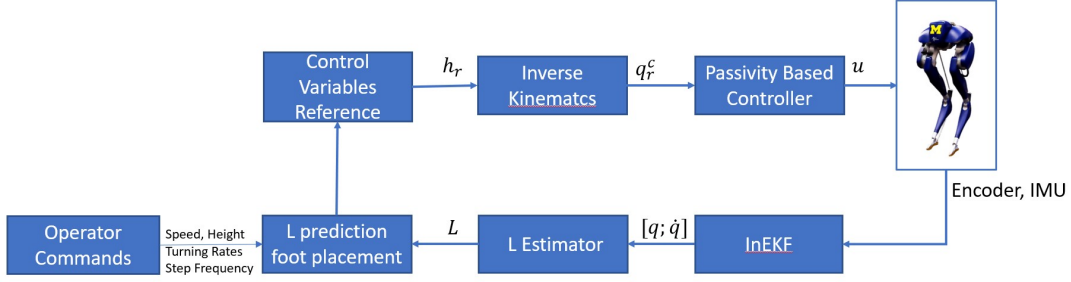 Control
Variables
Reference
$h_r$
Inverse
Kinematcs
$q_r^c$
Passivity Based
Controller
$u$
M
Encoder, IMU
Operator
Commands
Speed, Height
Turning Rates
Step Frequency
L prediction
foot placement
$L$
L Estimator
$[q; \dot{q}]$
InEKF